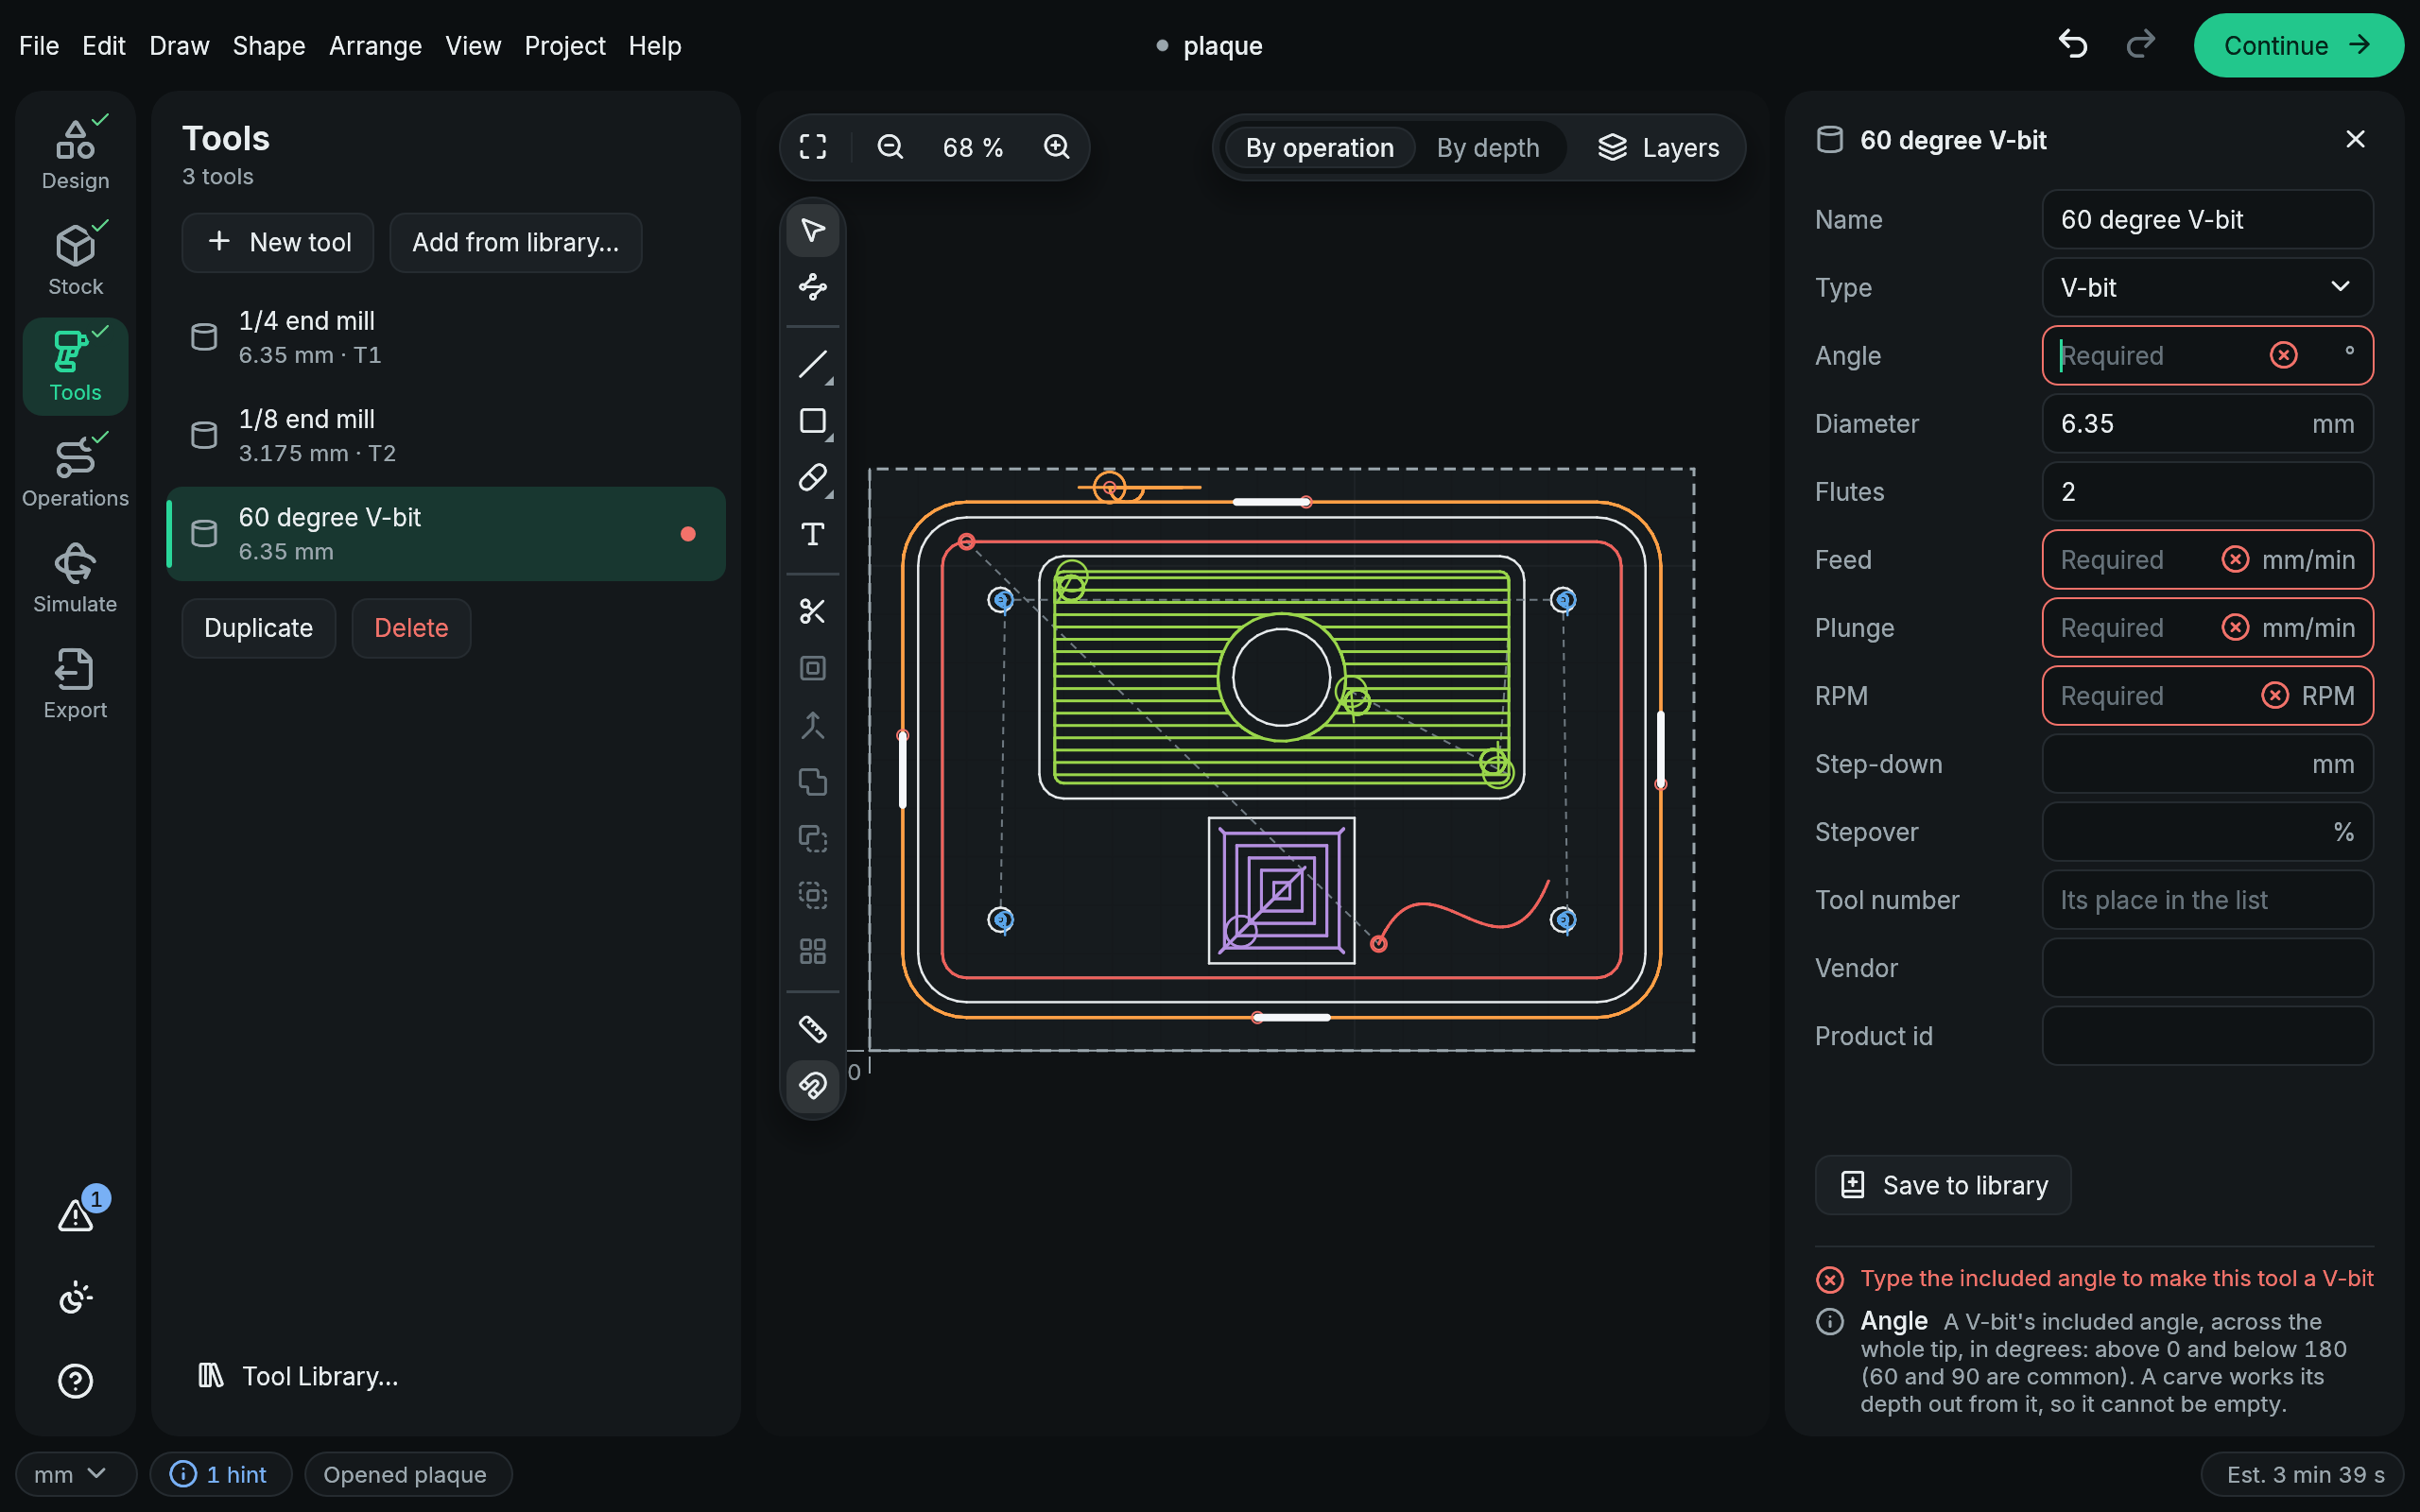 File Edit Draw Shape Arrange View Project Help
plaque
Continue
Design
Stock
Tools
Operations
Simulate
Export
1
Tools
3 tools
New tool
Add from library...
1/4 end mill
6.35 mm · T1
1/8 end mill
3.175 mm · T2
60 degree V-bit
6.35 mm
Duplicate
Delete
Tool Library...
68 %
By operation
By depth
Layers
0
60 degree V-bit
Name
60 degree V-bit
Type
V-bit
Angle
Required
°
Diameter
6.35
mm
Flutes
2
Feed
Required
mm/min
Plunge
Required
mm/min
RPM
Required
RPM
Step-down
mm
Stepover
%
Tool number
Its place in the list
Vendor
Product id
Save to library
Type the included angle to make this tool a V-bit
Angle A V-bit's included angle, across the
whole tip, in degrees: above 0 and below 180
(60 and 90 are common). A carve works its
depth out from it, so it cannot be empty.
mm
1 hint
Opened plaque
Est. 3 min 39 s